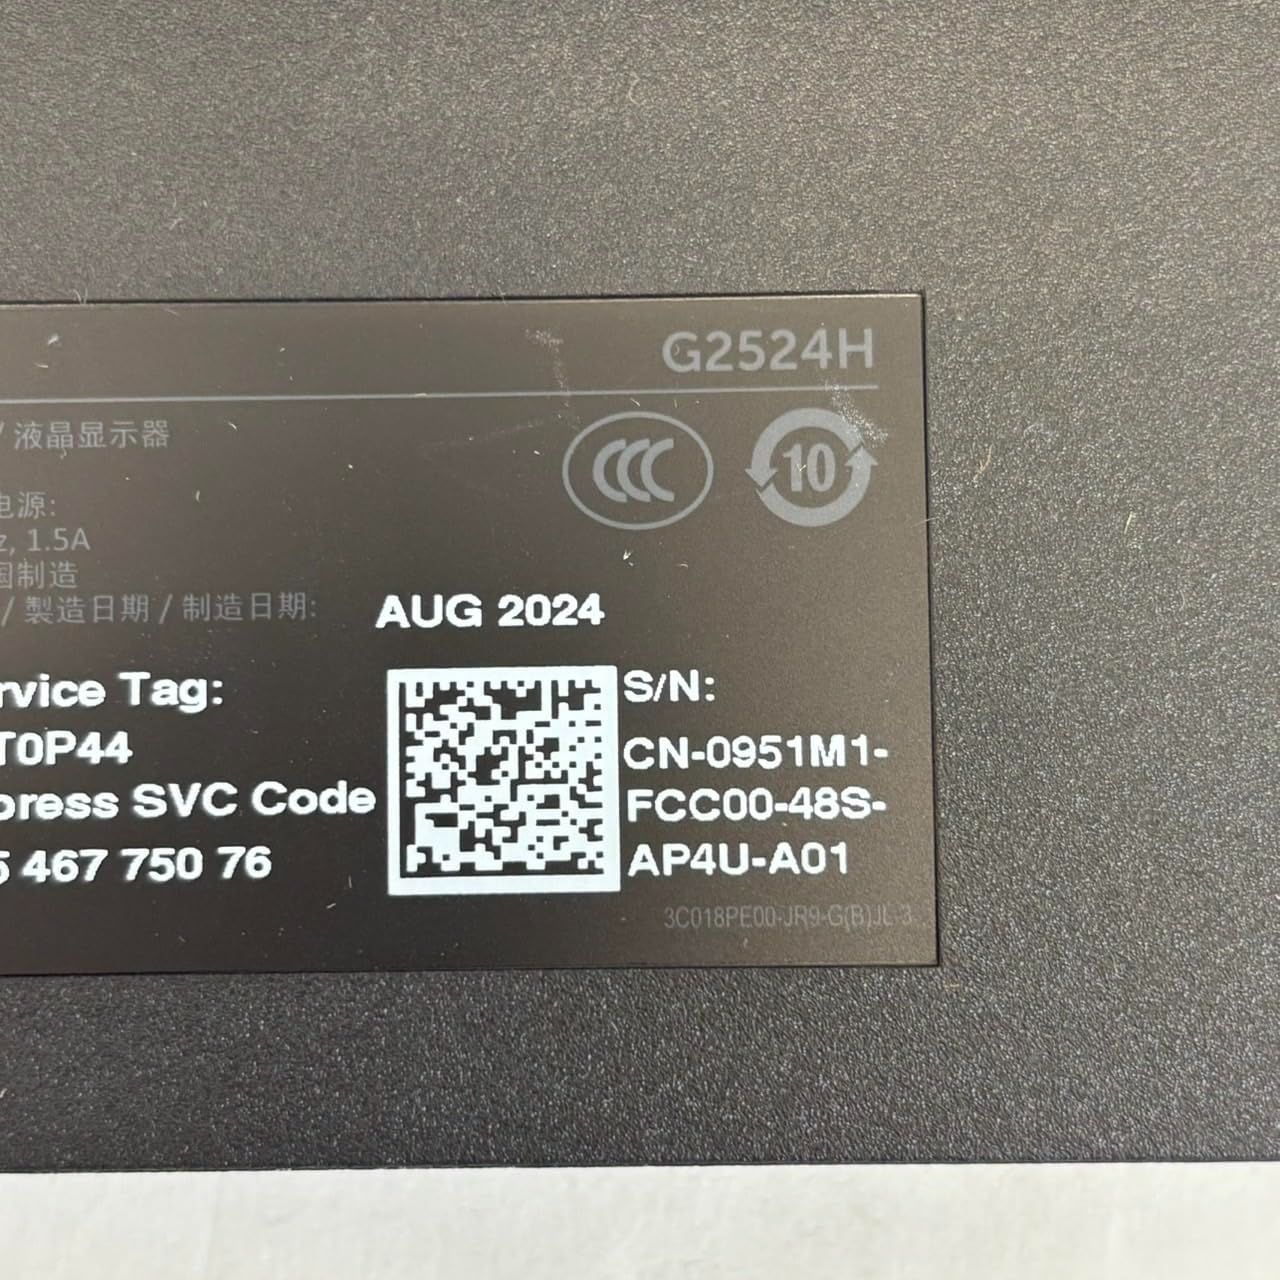 G2524H
/ 液晶显示器
CCC
10
电源:
z, 1.5A
国制造
/ 製造日期 / 制造日期:
AUG 2024
rvice Tag:
T0P44
press SVC Code
5 467 750 76
S/N:
CN-0951M1-
FCC00-48S-
AP4U-A01
3C018PE00-JR9-G(B)JL 3